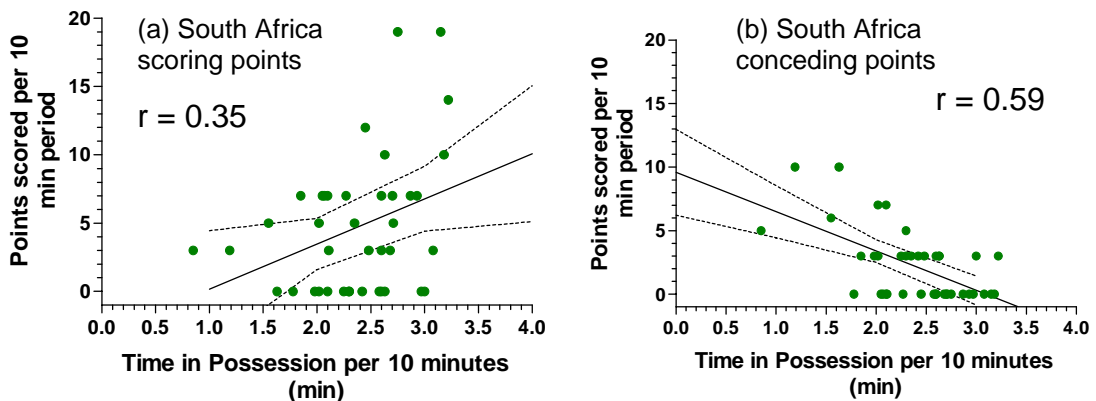 (a) South Africa
scoring points
r = 0.35
Points scored per 10
min period
20
15
10
5
0
0.0 0.5 1.0 1.5 2.0 2.5 3.0 3.5 4.0
Time in Possession per 10 minutes
(min)
(b) South Africa
conceding points
r = 0.59
Points scored per 10
min period
20
15
10
5
0
0.0 0.5 1.0 1.5 2.0 2.5 3.0 3.5 4.0
Time in Possession per 10 minutes
(min)